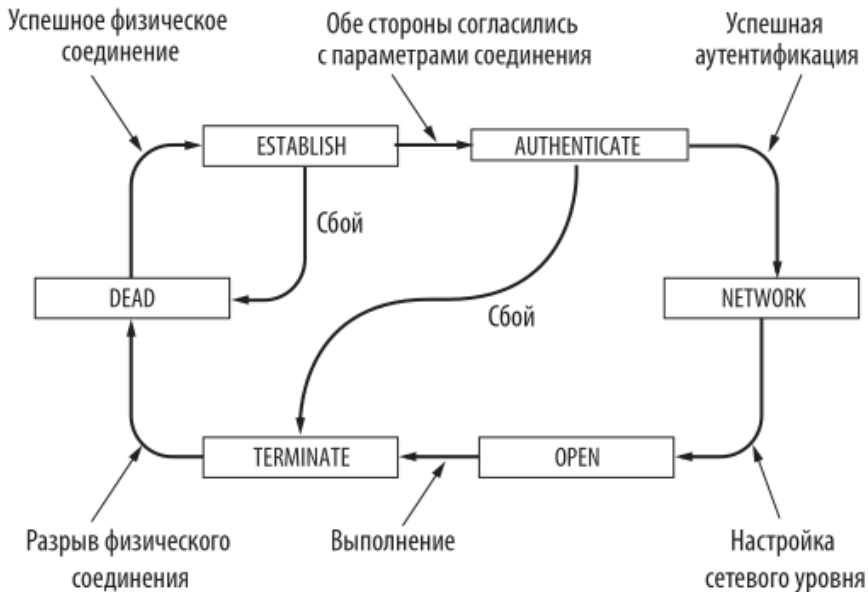 Успешное физическое
соединение
Обе стороны согласились
с параметрами соединения
Успешная
аутентификация
ESTABLISH
AUTHENTICATE
Сбой
DEAD
NETWORK
Сбой
TERMINATE
OPEN
Разрыв физического
соединения
Выполнение
Настройка
сетевого уровня